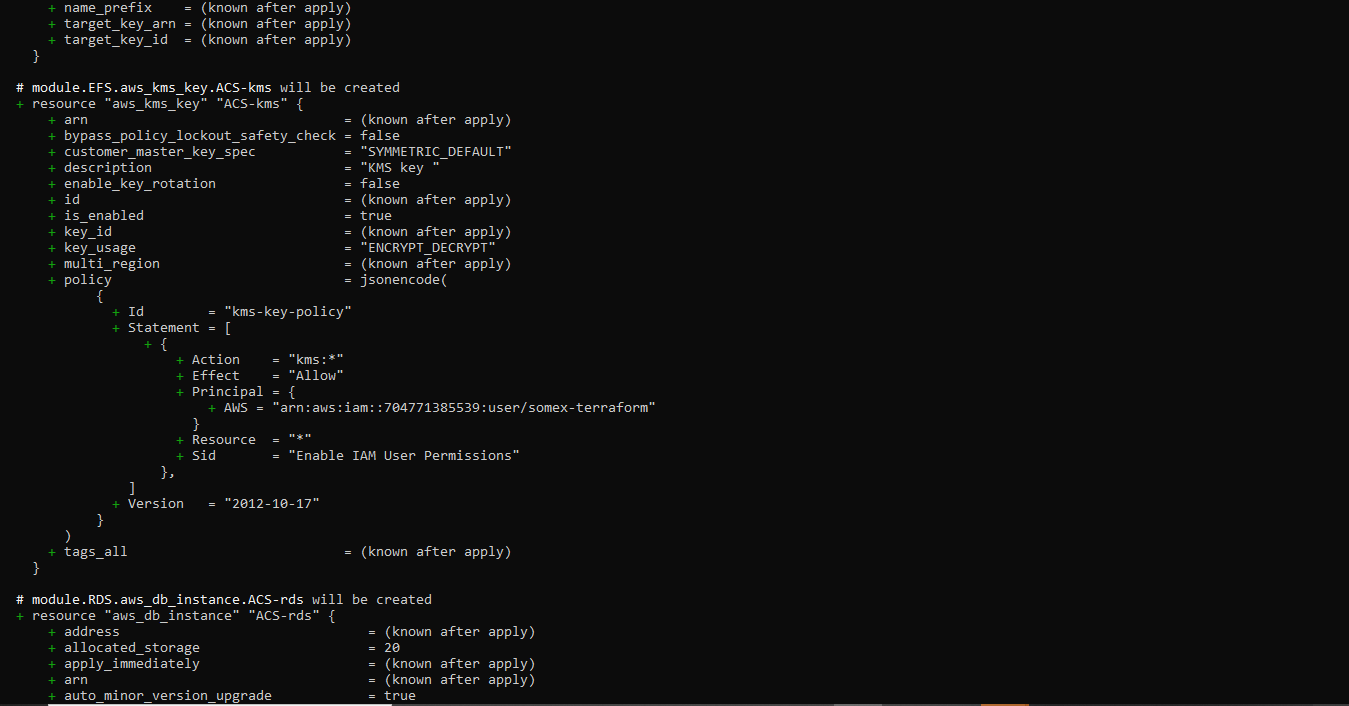 + name_prefix    = (known after apply)
+ target_key_arn = (known after apply)
+ target_key_id  = (known after apply)
}
# module.EFS.aws_kms_key.ACS-kms will be created
+ resource "aws_kms_key" "ACS-kms" {
+ arn                                = (known after apply)
+ bypass_policy_lockout_safety_check = false
+ customer_master_key_spec           = "SYMMETRIC_DEFAULT"
+ description                        = "KMS key "
+ enable_key_rotation                = false
+ id                                 = (known after apply)
+ is_enabled                         = true
+ key_id                             = (known after apply)
+ key_usage                          = "ENCRYPT_DECRYPT"
+ multi_region                       = (known after apply)
+ policy                             = jsonencode(
{
+ Id        = "kms-key-policy"
+ Statement = [
+ {
+ Action    = "kms:*"
+ Effect    = "Allow"
+ Principal = {
+ AWS = "arn:aws:iam::704771385539:user/somex-terraform"
}
+ Resource  = "*"
+ Sid       = "Enable IAM User Permissions"
},
]
+ Version   = "2012-10-17"
}
)
+ tags_all                           = (known after apply)
}
# module.RDS.aws_db_instance.ACS-rds will be created
+ resource "aws_db_instance" "ACS-rds" {
+ address                               = (known after apply)
+ allocated_storage                     = 20
+ apply_immediately                     = (known after apply)
+ arn                                   = (known after apply)
+ auto_minor_version_upgrade            = true